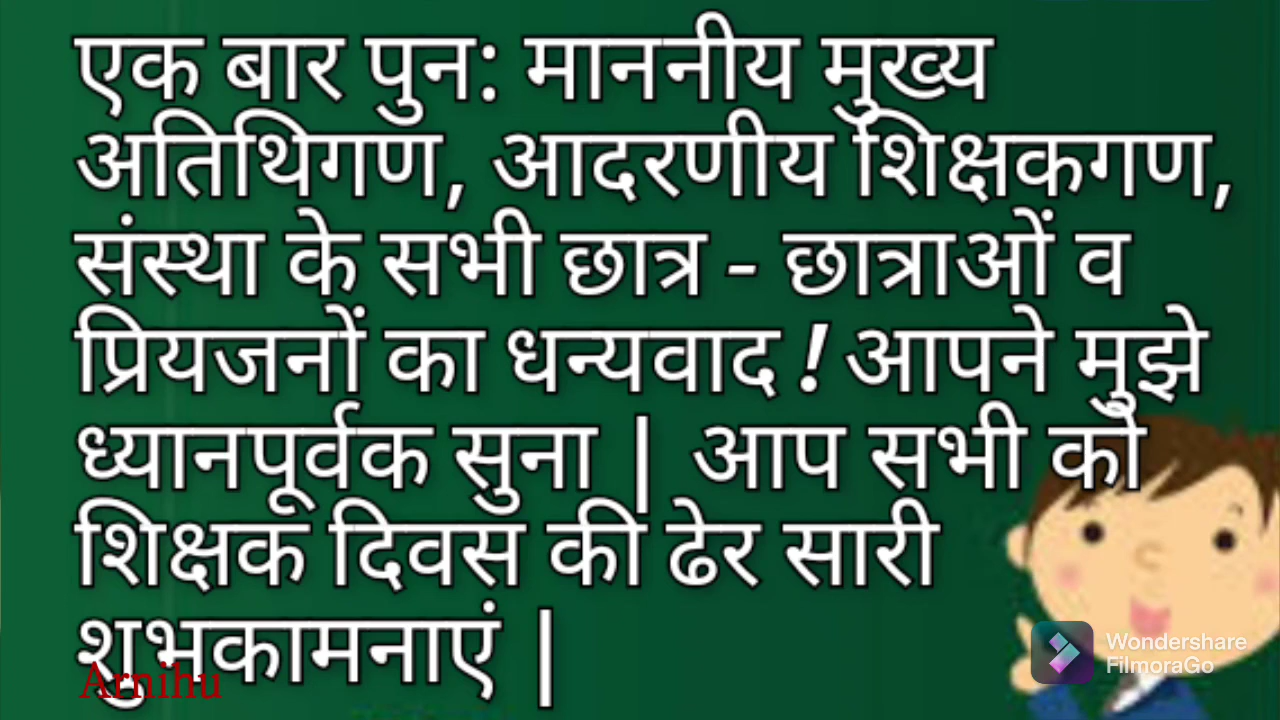 एक बार पुन: माननीय मुख्य
अतिथिगण, आदरणीय शिक्षकगण,
संस्था के सभी छात्र - छात्राओं व
प्रियजनों का धन्यवाद ! आपने मुझे
ध्यानपूर्वक सुना | आप सभी को
शिक्षक दिवस की ढेर सारी
शुभकामनाएं |
Arnihu
Wondershare
FilmoraGo